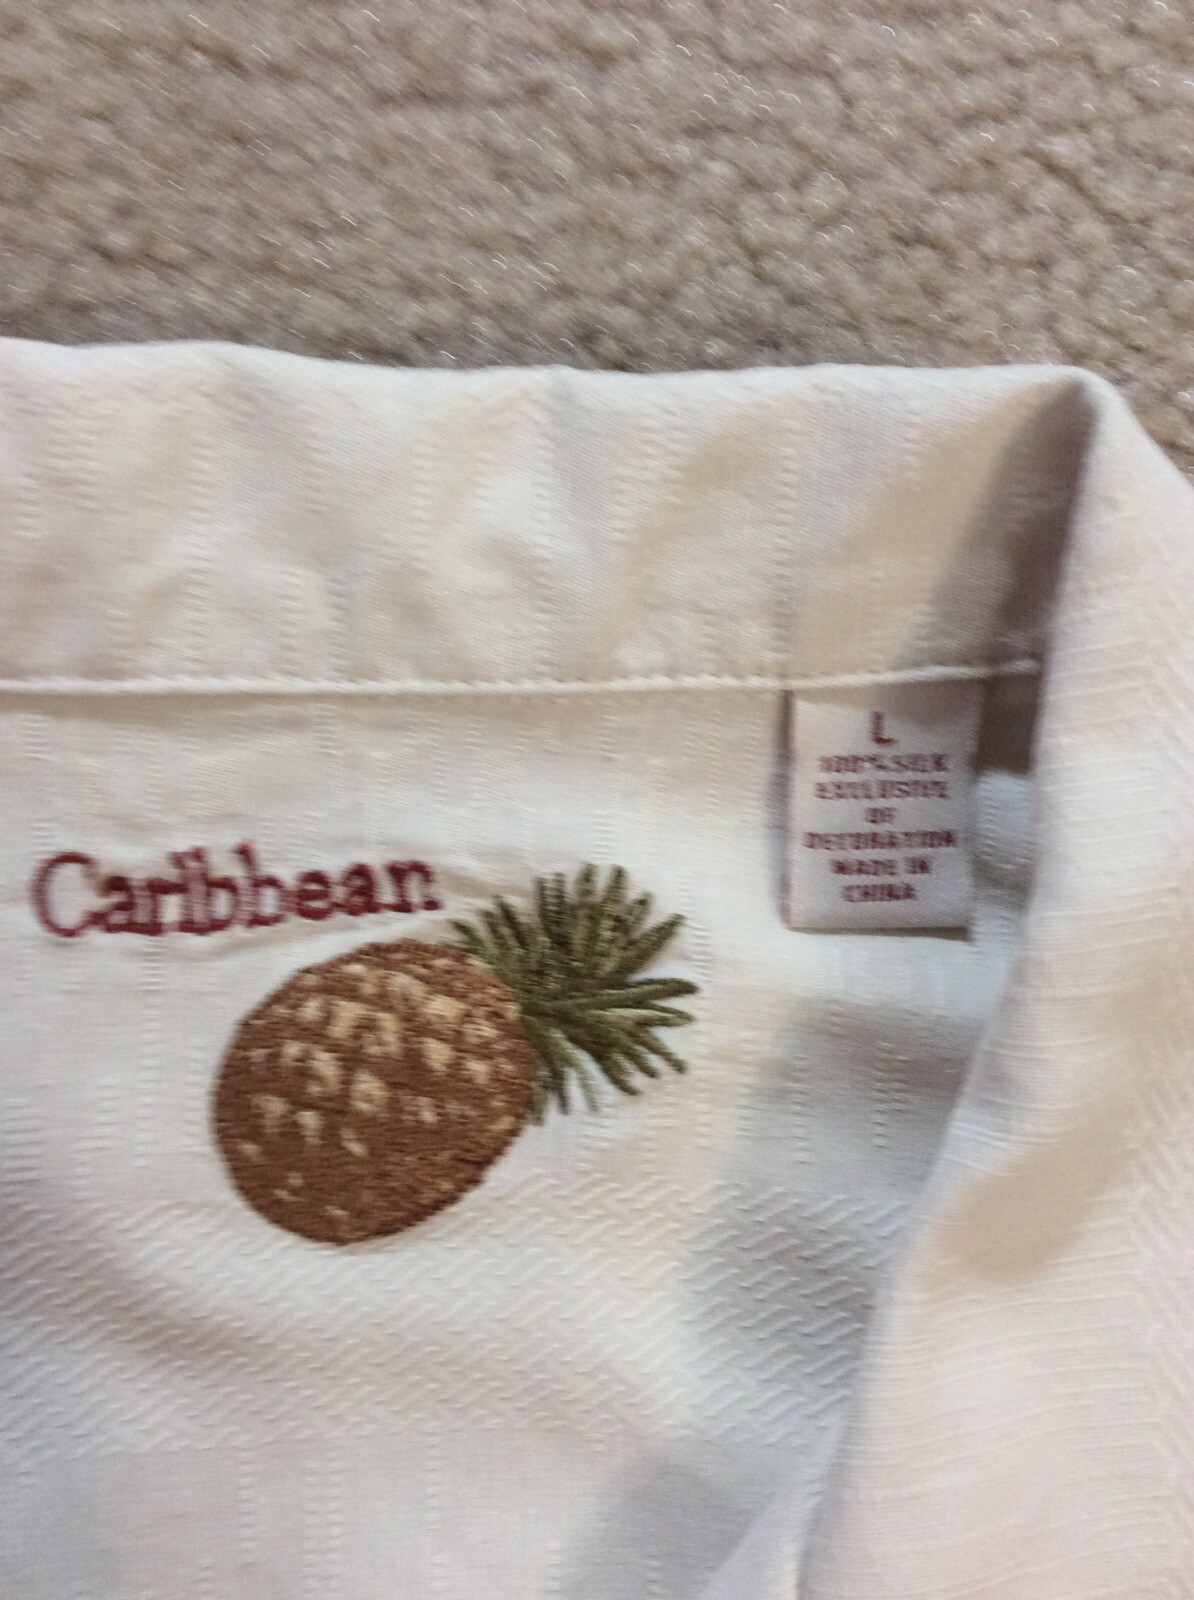 Caribbean
L
100% SILK
EXCLUSIVE
OF
DECORATION
MADE IN
CHINA